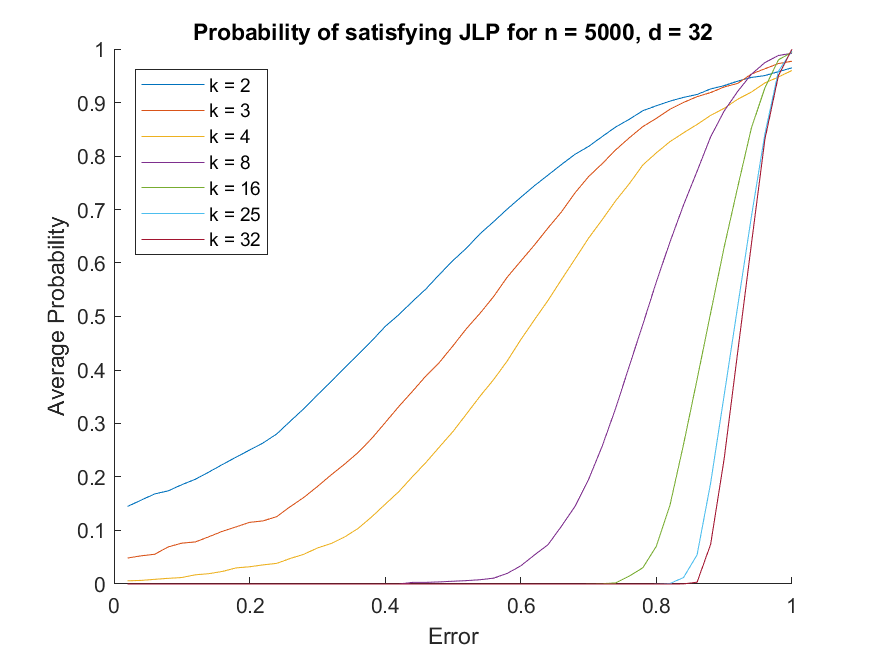 Probability of satisfying JLP for n = 5000, d = 32
k = 2
k = 3
k = 4
k = 8
k = 16
k = 25
k = 32
Average Probability
1
0.9
0.8
0.7
0.6
0.5
0.4
0.3
0.2
0.1
0
0 0.2 0.4 0.6 0.8 1
Error